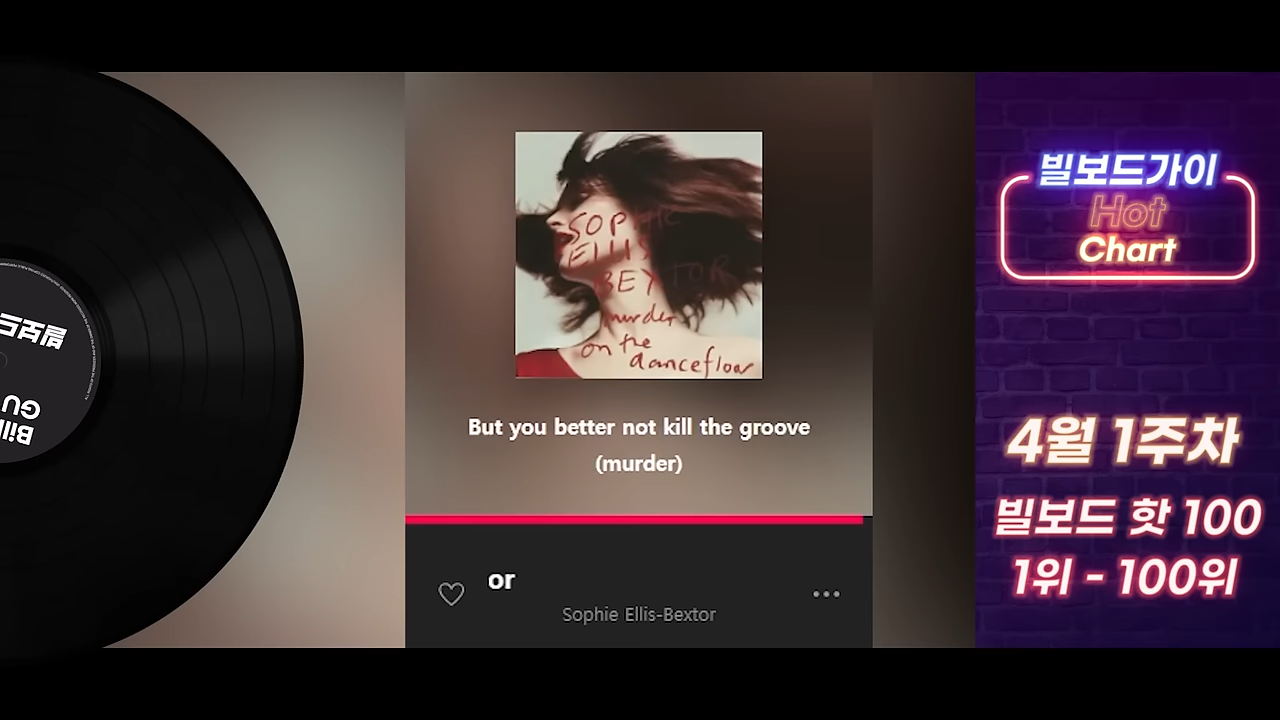 SOPHIE
ELLIS
BEXTOR
murder
on the
dancefloor
But you better not kill the groove
(murder)
or
Sophie Ellis-Bextor
빌보드가이
Hot
Chart
4월 1주차
빌보드 핫 100
1위 - 100위